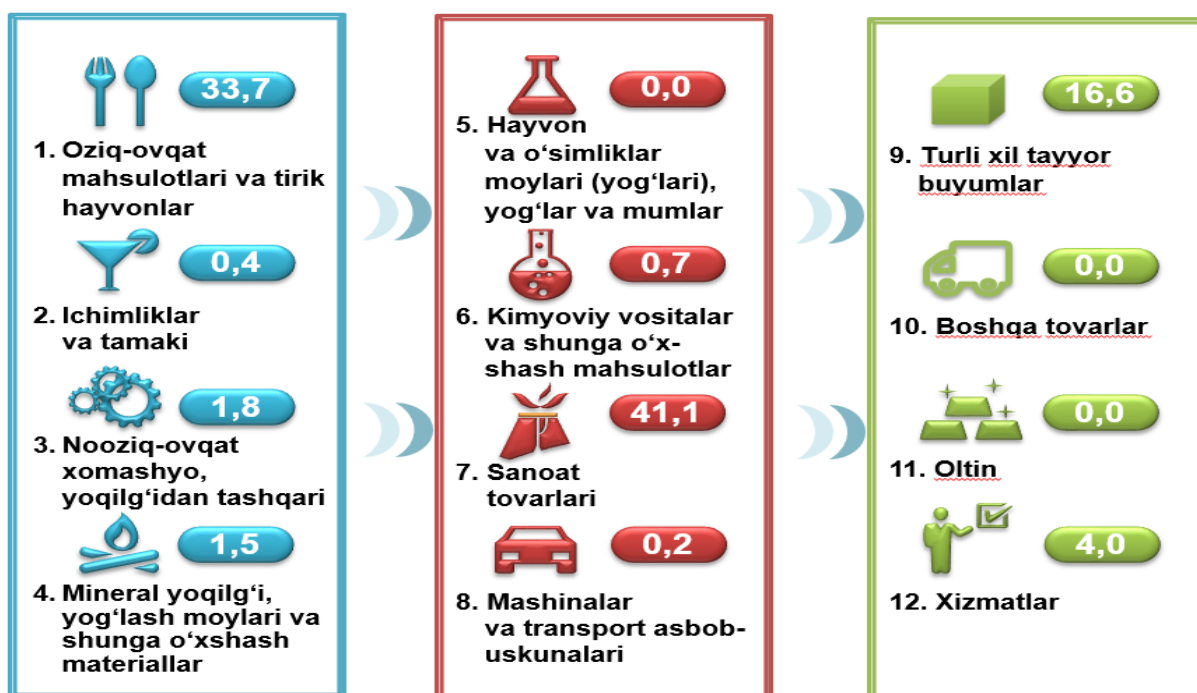 33,7
1. Oziq-ovqat
mahsulotlari va tirik
hayvonlar
0,4
2. Ichimliklar
va tamaki
1,8
3. Nooziq-ovqat
xomashyo,
yoqilg‘idan tashqari
1,5
4. Mineral yoqilg‘i,
yog‘lash moylari va
shunga o‘xshash
materiallar
0,0
5. Hayvon
va o‘simliklar
moylari (yog‘lari),
yog‘lar va mumlar
0,7
6. Kimyoviy vositalar
va shunga o‘x-
shash mahsulotlar
41,1
7. Sanoat
tovarlari
0,2
8. Mashinalar
va transport asbob-
uskunalari
16,6
9. Turli xil tayyor
buyumlar
0,0
10. Boshqa tovarlar
0,0
11. Oltin
4,0
12. Xizmatlar